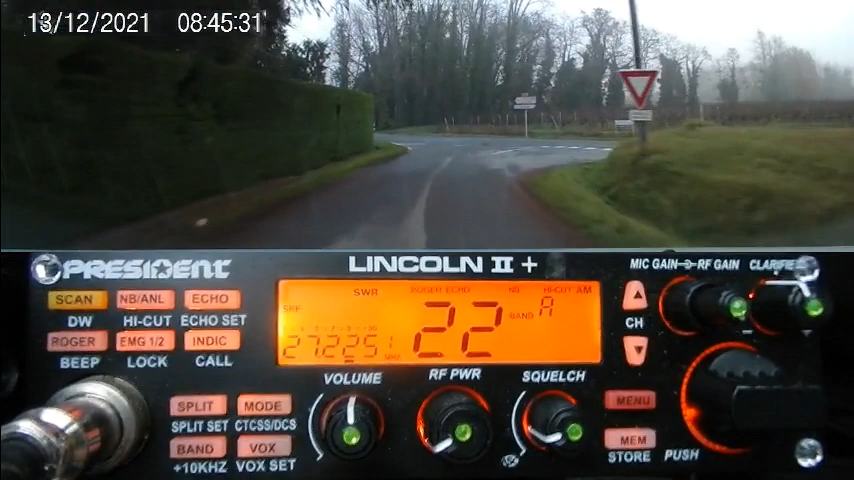 13/12/2021 08:45:31
PRESIDENT
LINCOLN II +
MIC GAIN RF GAIN CLARIFIER
SCAN NB/ANL ECHO
DW HI-CUT ECHO SET
ROGER EMG 1/2 INDIC
BEEP LOCK CALL
SWR ROGER ECHO NB HI-CUT AM
SRF
22 BAND A
27.2251 MHz
CH
VOLUME RF PWR SQUELCH
SPLIT MODE
SPLIT SET CTCSS/DCS
BAND VOX
+10KHZ VOX SET
MENU
MEM
STORE PUSH